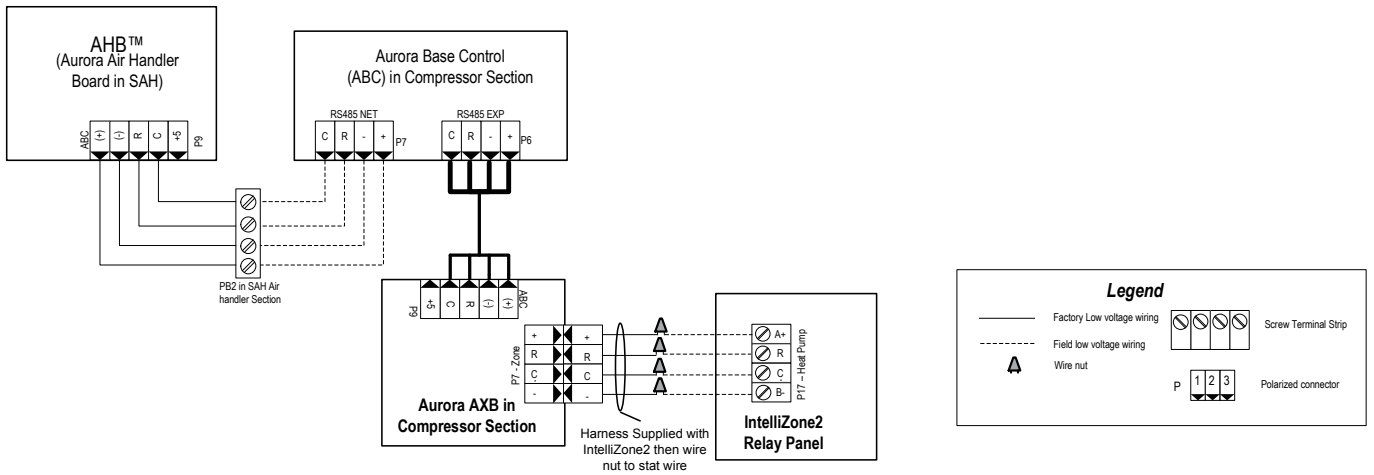 AHB™
(Aurora Air Handler
Board in SAH)
ABC
(+) (-) R C +5
P9
Aurora Base Control
(ABC) in Compressor Section
RS485 NET
C R - +
P7
RS485 EXP
C R - +
P6
PB2 in SAH Air
handler Section
P9
+5 C R (-) (+)
ABC
P7 - Zone
+ +
R R
C C
- -
Aurora AXB in
Compressor Section
Harness Supplied with
IntelliZone2 then wire
nut to stat wire
A+
R
C
B-
P17 – Heat Pump
IntelliZone2
Relay Panel
Legend
Factory Low voltage wiring
Field low voltage wiring
Wire nut
Screw Terminal Strip
P 1 2 3
Polarized connector